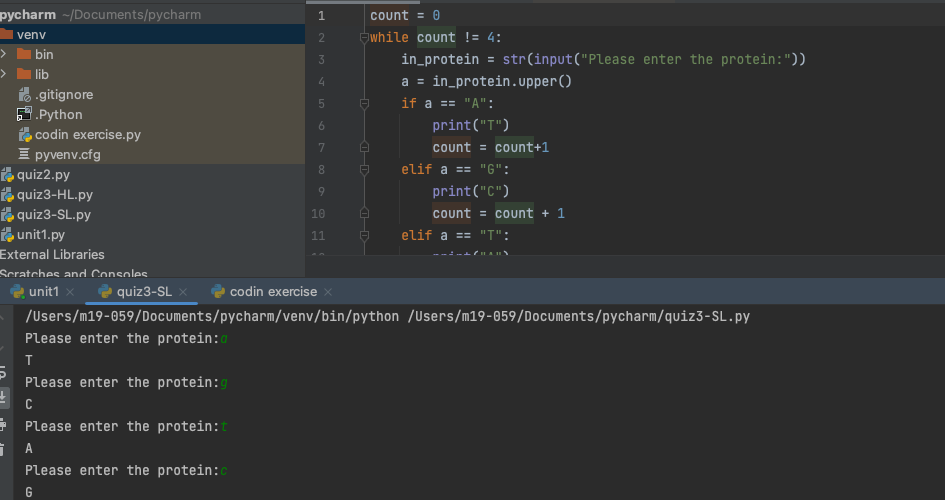 pycharm ~/Documents/pycharm
venv
bin
lib
.gitignore
.Python
codin exercise.py
pyvenv.cfg
quiz2.py
quiz3-HL.py
quiz3-SL.py
unit1.py
External Libraries
Scratches and Consoles
1 count = 0
2 while count != 4:
3 in_protein = str(input("Please enter the protein:"))
4 a = in_protein.upper()
5 if a == "A":
6 print("T")
7 count = count+1
8 elif a == "G":
9 print("C")
10 count = count + 1
11 elif a == "T":
12 print("A")
unit1 × quiz3-SL × codin exercise ×
/Users/m19-059/Documents/pycharm/venv/bin/python /Users/m19-059/Documents/pycharm/quiz3-SL.py
Please enter the protein:a
T
Please enter the protein:g
C
Please enter the protein:t
A
Please enter the protein:c
G